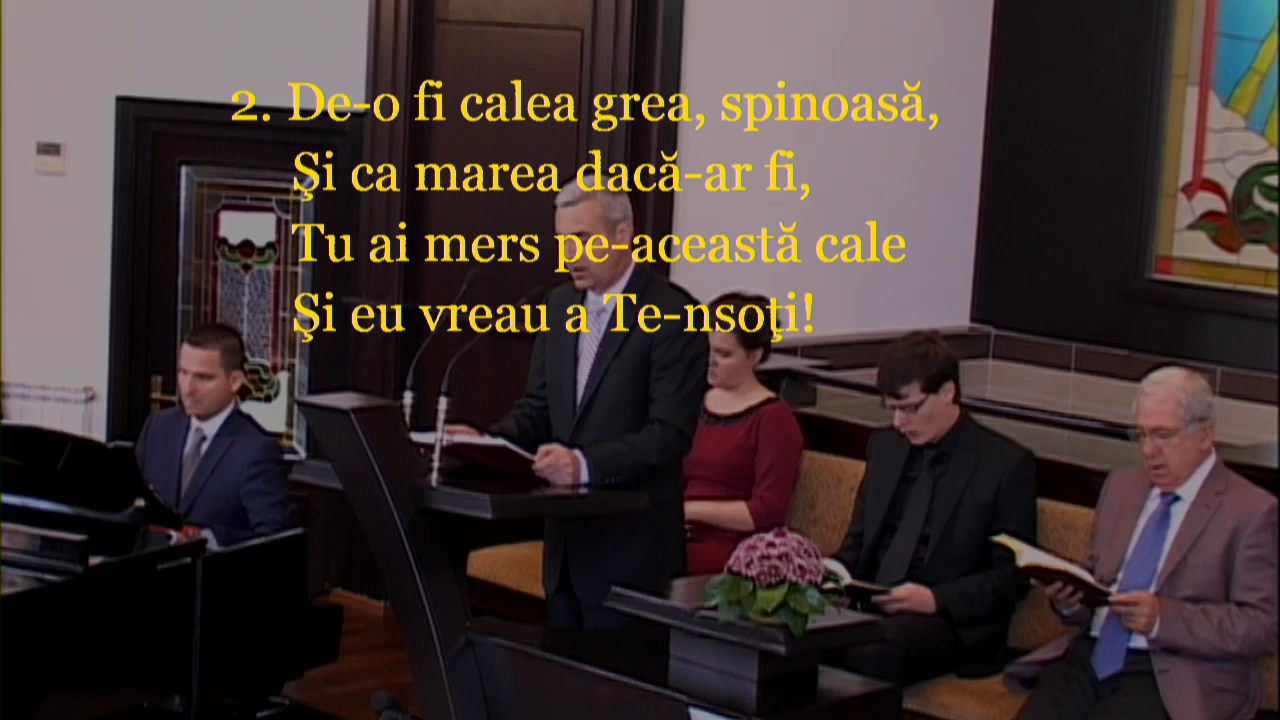 2. De-o fi calea grea, spinoasă,
Şi ca marea dacă-ar fi,
Tu ai mers pe-această cale
Şi eu vreau a Te-nsoţi!